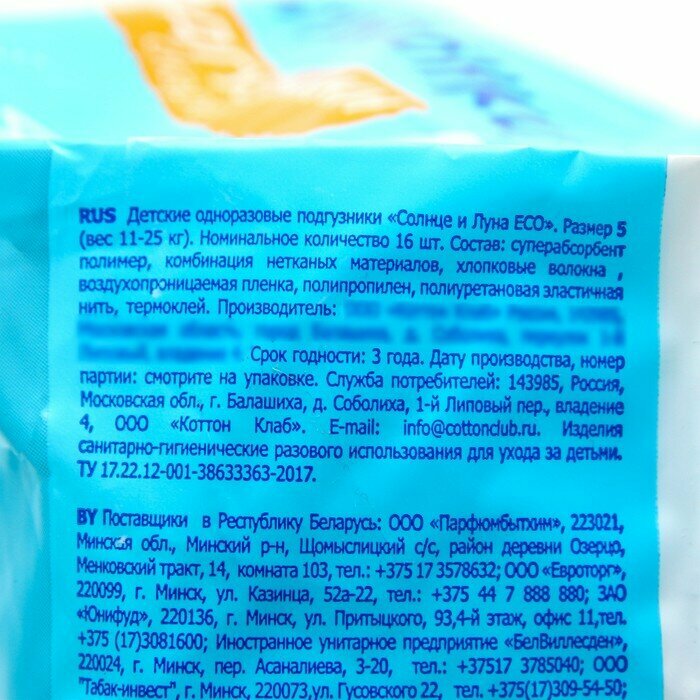 RUS Детские одноразовые подгузники «Солнце и Луна ECO». Размер 5
(вес 11-25 кг). Номинальное количество 16 шт. Состав: суперабсорбент
полимер, комбинация нетканых материалов, хлопковые волокна ,
воздухопроницаемая пленка, полипропилен, полиуретановая эластичная
нить, термоклей. Производитель:
Срок годности: 3 года. Дату производства, номер
партии: смотрите на упаковке. Служба потребителей: 143985, Россия,
Московская обл., г. Балашиха, д. Соболиха, 1-й Липовый пер., владение
4, ООО «Коттон Клаб». E-mail: info@cottonclub.ru. Изделия
санитарно-гигиенические разового использования для ухода за детьми.
ТУ 17.22.12-001-38633363-2017.
BY Поставщики в Республику Беларусь: ООО «Парфюмбытхим», 223021,
Минская обл., Минский р-н, Щомыслицкий с/с, район деревни Озерцо,
Менковский тракт, 14, комната 103, тел.: +375 17 3578632; ООО «Евроторг»,
220099, г. Минск, ул. Казинца, 52а-22, тел.: +375 44 7 888 880; ЗАО
«Юнифуд», 220136, г. Минск, ул. Притыцкого, 93,4-й этаж, офис 11,тел.
+375 (17)3081600; Иностранное унитарное предприятие «БелВиллесден»,
220024, г. Минск, пер. Асаналиева, 3-20, тел.: +37517 3785040; ООО
"Табак-инвест", г. Минск, 220073,ул. Гусовского 22, тел. +375(17)309-54-50;